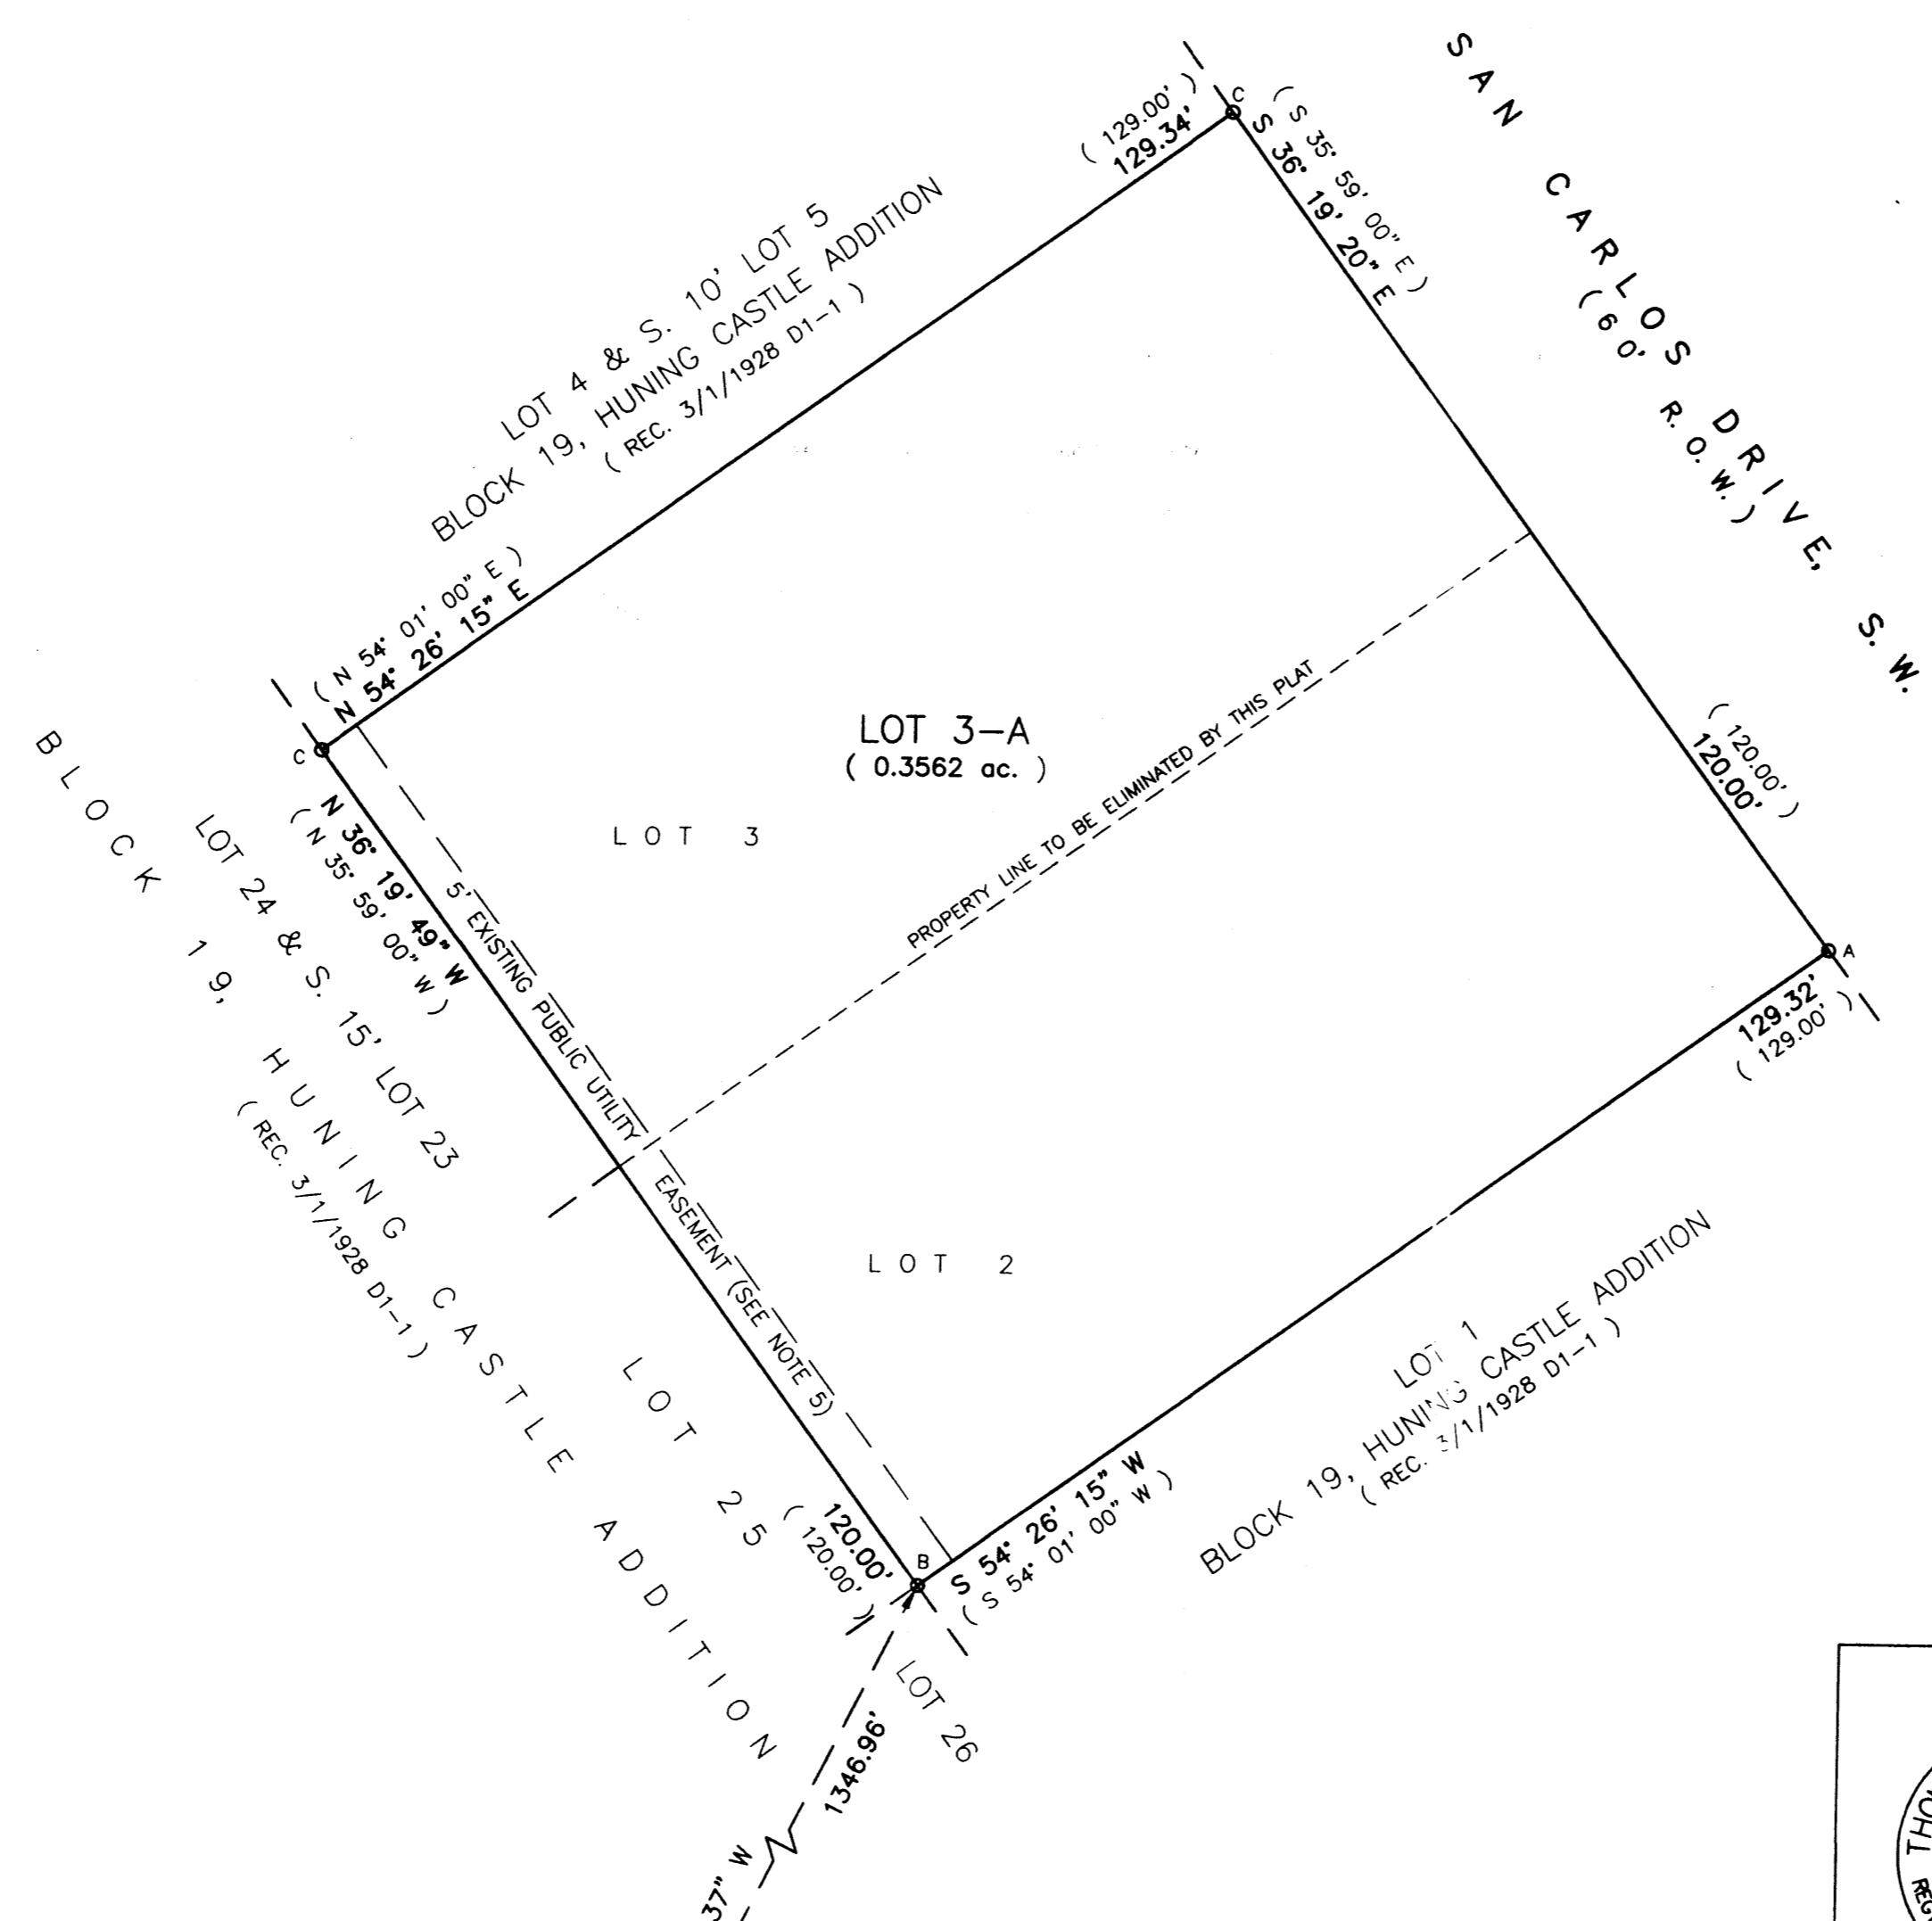 SAN CARLOS DRIVE, S. W.
( 60' R. O. W. )
( 129.00' )
129.34'
C
( S 35° 59' 00" E )
S 36° 19' 20" E
LOT 4 & S. 10' LOT 5
BLOCK 19, HUNING CASTLE ADDITION
( REC. 3/1/1928 D1-1 )
( N 54° 01' 00" E )
N 54° 26' 15" E
C
LOT 3-A
( 0.3562 ac. )
LOT 3
PROPERTY LINE TO BE ELIMINATED BY THIS PLAT
( 120.00' )
120.00'
A
129.32'
( 129.00' )
N 36° 19' 49" W
( N 35° 59' 00" W )
5' EXISTING PUBLIC UTILITY EASEMENT (SEE NOTE 5)
LOT 24 & S. 15' LOT 23
BLOCK 19, HUNING CASTLE ADDITION
( REC. 3/1/1928 D1-1 )
LOT 2
LOT 25
120.00'
( 120.00' )
B
S 54° 26' 15" W
( S 54° 01' 00" W )
LOT 1
BLOCK 19, HUNING CASTLE ADDITION
( REC. 3/1/1928 D1-1 )
LOT 26
1346.96'
37" W